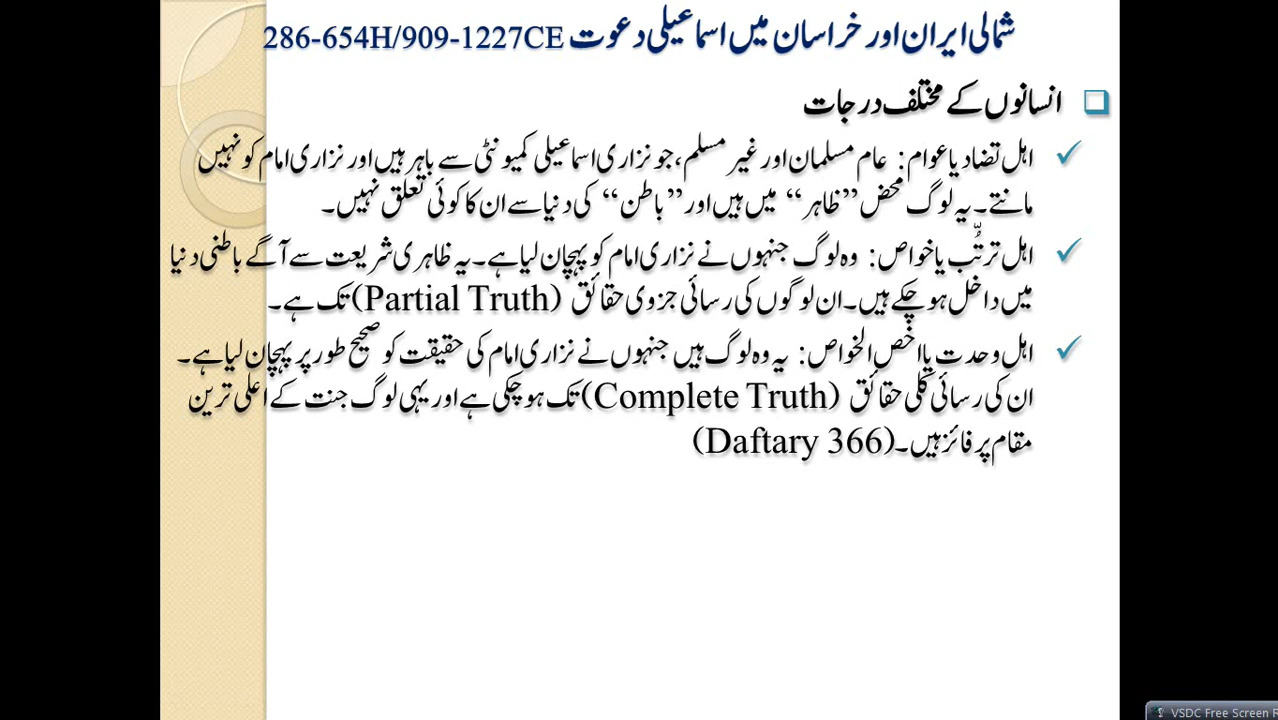 شمالی ایران اور خراسان میں اسماعیلی دعوت 286-654H/909-1227CE
انسانوں کے مختلف درجات
اہل تضاد یا عوام: عام مسلمان اور غیر مسلم، جو نزاری اسماعیلی کمیونٹی سے باہر ہیں اور نزاری امام کو نہیں
مانتے۔ یہ لوگ محض ”ظاہر“ میں ہیں اور ”باطن“ کی دنیا سے ان کا کوئی تعلق نہیں۔
اہل ترتُّب یا خواص: وہ لوگ جنہوں نے نزاری امام کو پہچان لیا ہے۔ یہ ظاہری شریعت سے آگے باطنی دنیا
میں داخل ہو چکے ہیں۔ ان لوگوں کی رسائی جزوی حقائق (Partial Truth) تک ہے۔
اہلِ وحدت یا اخص الخواص: یہ وہ لوگ ہیں جنہوں نے نزاری امام کی حقیقت کو صحیح طور پر پہچان لیا ہے۔
ان کی رسائی کلی حقائق (Complete Truth) تک ہو چکی ہے اور یہی لوگ جنت کے اعلی ترین
مقام پر فائز ہیں۔ (Daftary 366)
VSDC Free Screen R